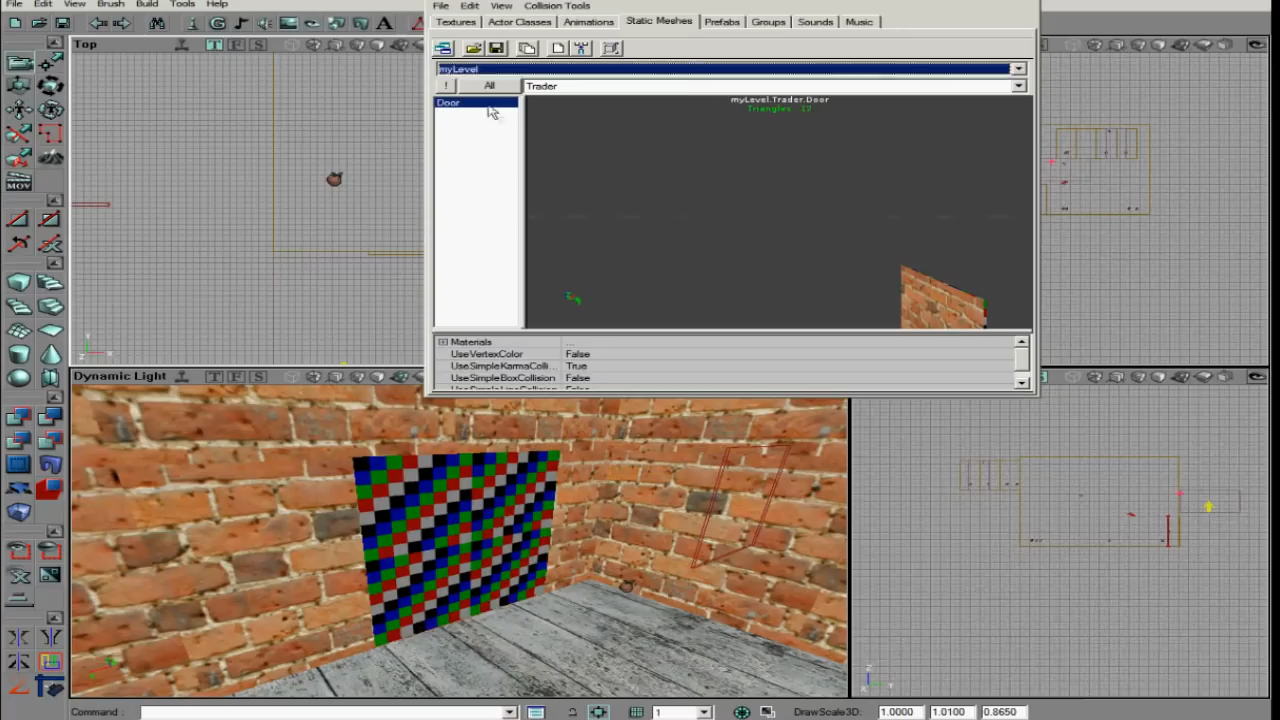 File Edit View Brush Build Tools Help
File Edit View Collision Tools
Textures Actor Classes Animations Static Meshes Prefabs Groups Sounds Music
myLevel
! All Trader
Door
myLevel.Trader.Door
Triangles : 12
Materials ...
UseVertexColor False
UseSimpleKarmaColli... True
UseSimpleBoxCollision False
Top
Dynamic Light
MOV
Command : 1 DrawScale3D: 1.0000 1.0100 0.8650